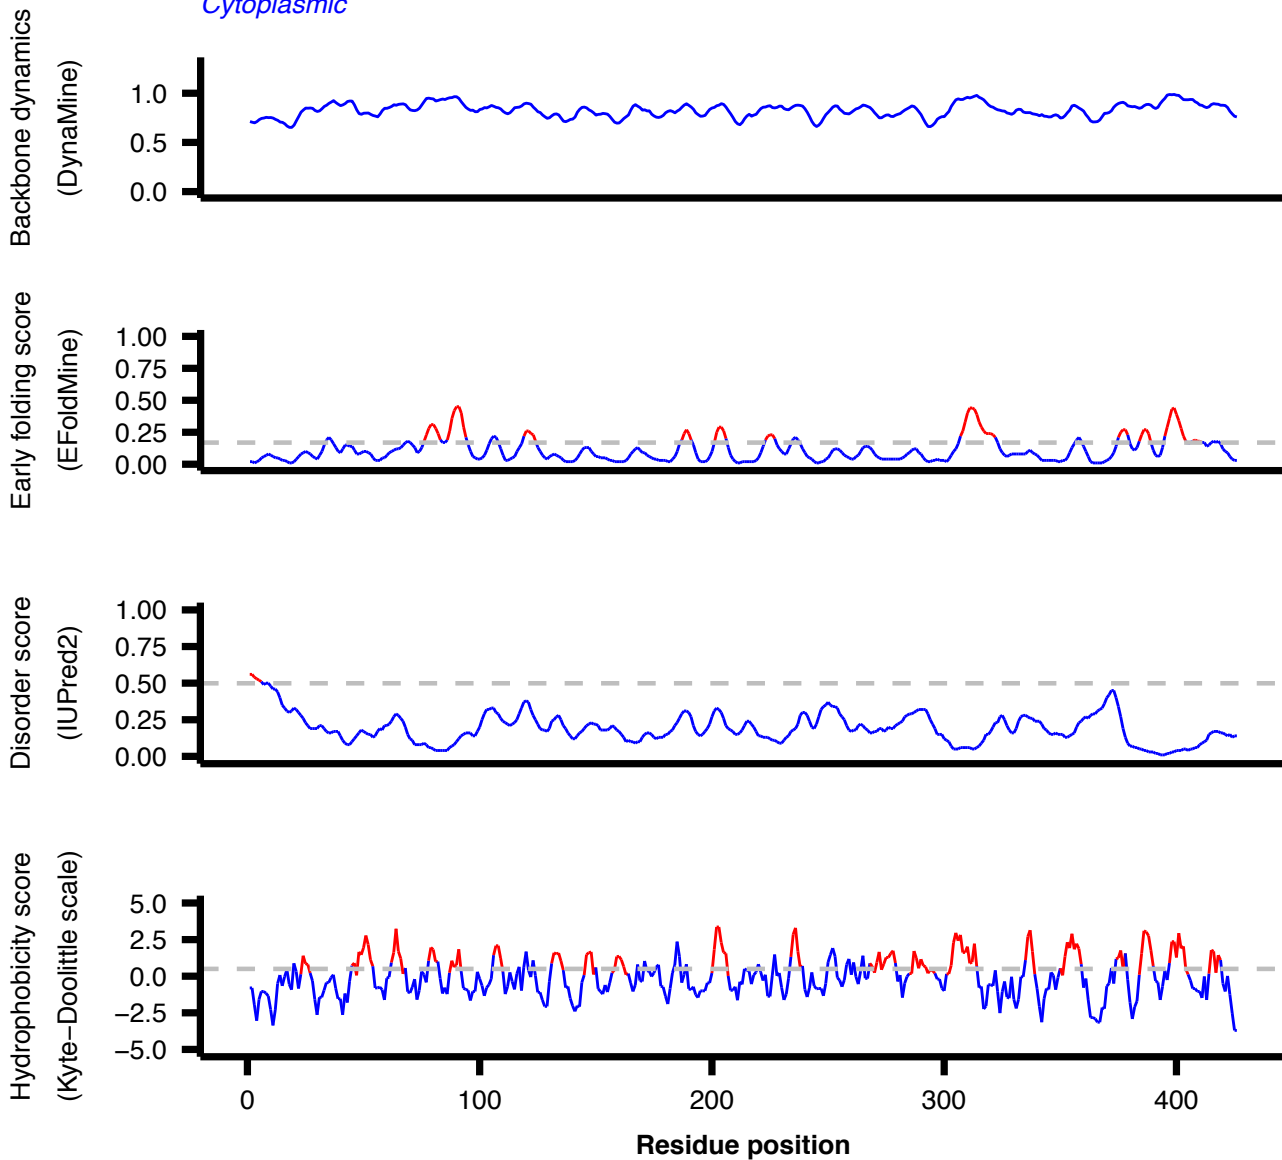 Cytoplasmic
Backbone dynamics
(DynaMine)
1.0
0.5
0.0
Early folding score
(EFoldMine)
1.00
0.75
0.50
0.25
0.00
Disorder score
(IUPred2)
1.00
0.75
0.50
0.25
0.00
Hydrophobicity score
(Kyte−Doolittle scale)
5.0
2.5
0.0
−2.5
−5.0
0 100 200 300 400
Residue position